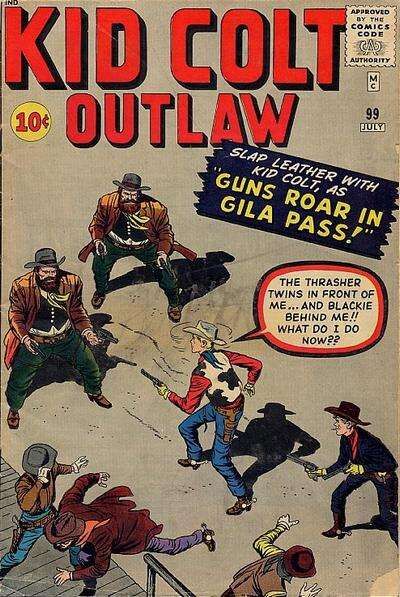 IND
KID COLT
OUTLAW
10¢
APPROVED
BY THE
COMICS
CODE
CA
AUTHORITY
M
C
99
JULY
SLAP LEATHER WITH
KID COLT, AS
"GUNS ROAR IN
GILA PASS!"
THE THRASHER
TWINS IN FRONT OF
ME...AND BLACKIE
BEHIND ME!!
WHAT DO I DO
NOW??